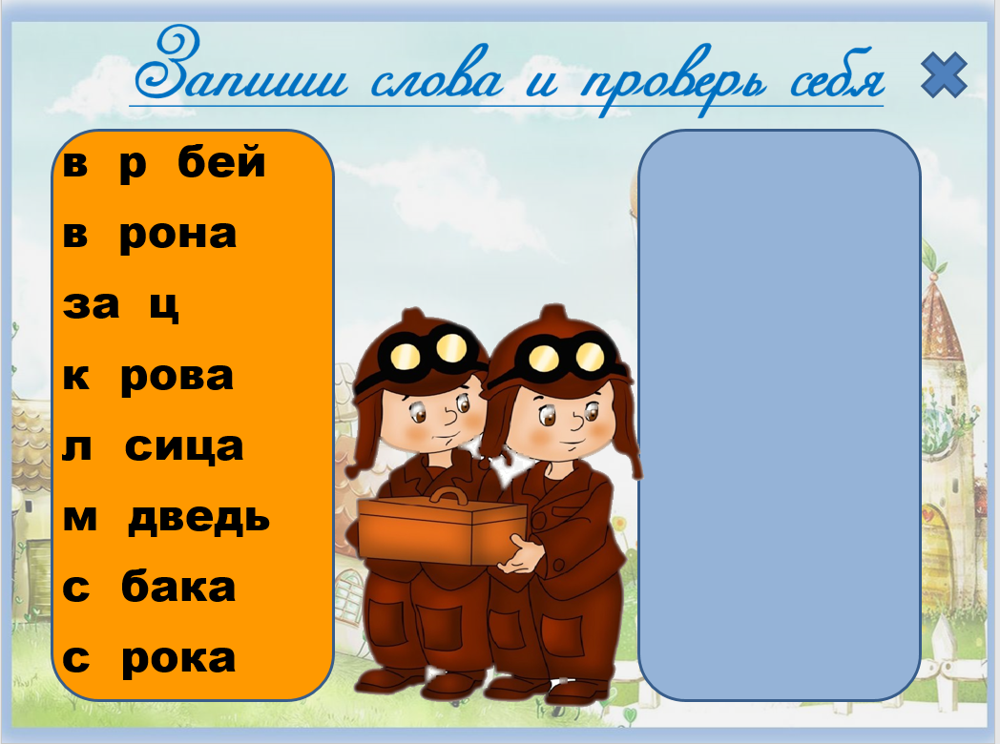 Запиши слова и проверь себя
в р бей
в рона
за ц
к рова
л сица
м дведь
с бака
с рока